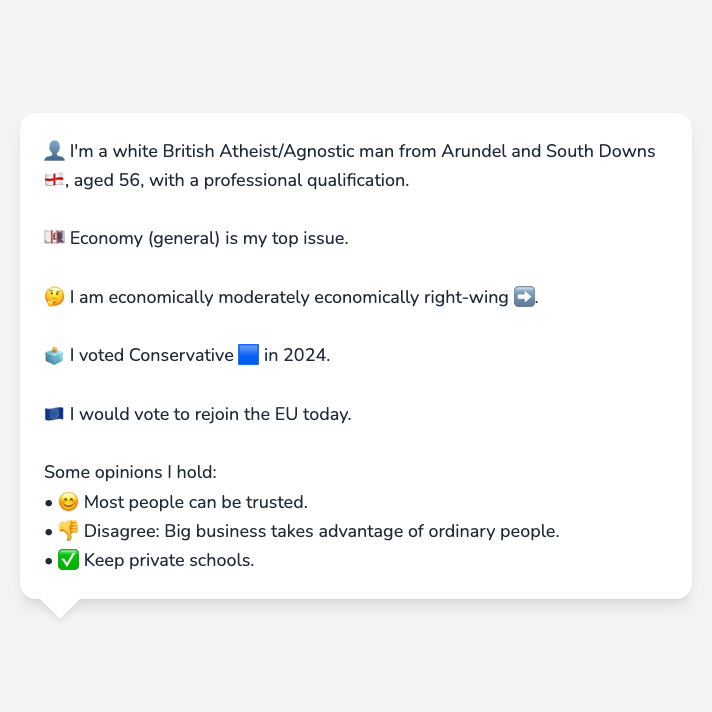 👤 I'm a white British Atheist/Agnostic man from Arundel and South Downs
🏴󠁧󠁢󠁥󠁮󠁧󠁿, aged 56, with a professional qualification.
💷 Economy (general) is my top issue.
🤔 I am economically moderately economically right-wing ➡️.
🗳️ I voted Conservative 🟦 in 2024.
🇪🇺 I would vote to rejoin the EU today.
Some opinions I hold:
• 😊 Most people can be trusted.
• 👎 Disagree: Big business takes advantage of ordinary people.
• ✅ Keep private schools.